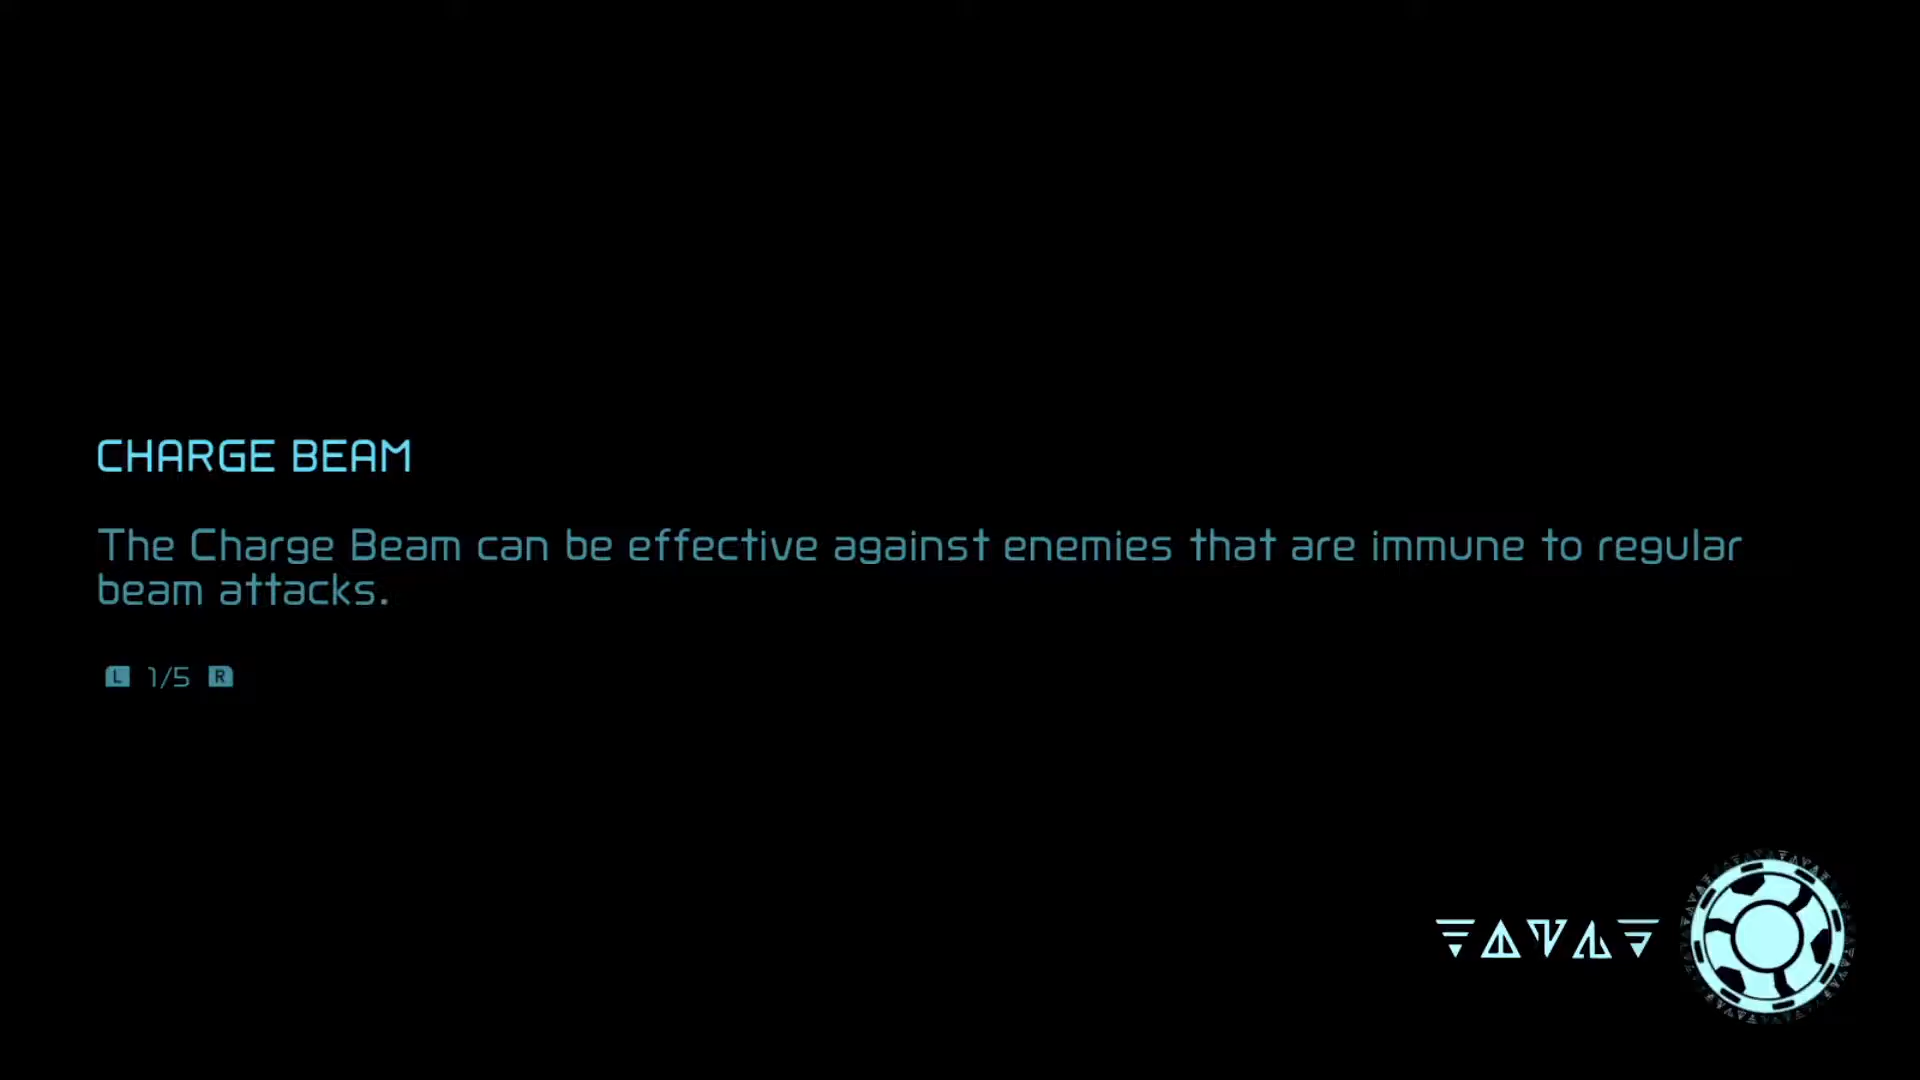 CHARGE BEAM
The Charge Beam can be effective against enemies that are immune to regular
beam attacks.
L 1/5 R